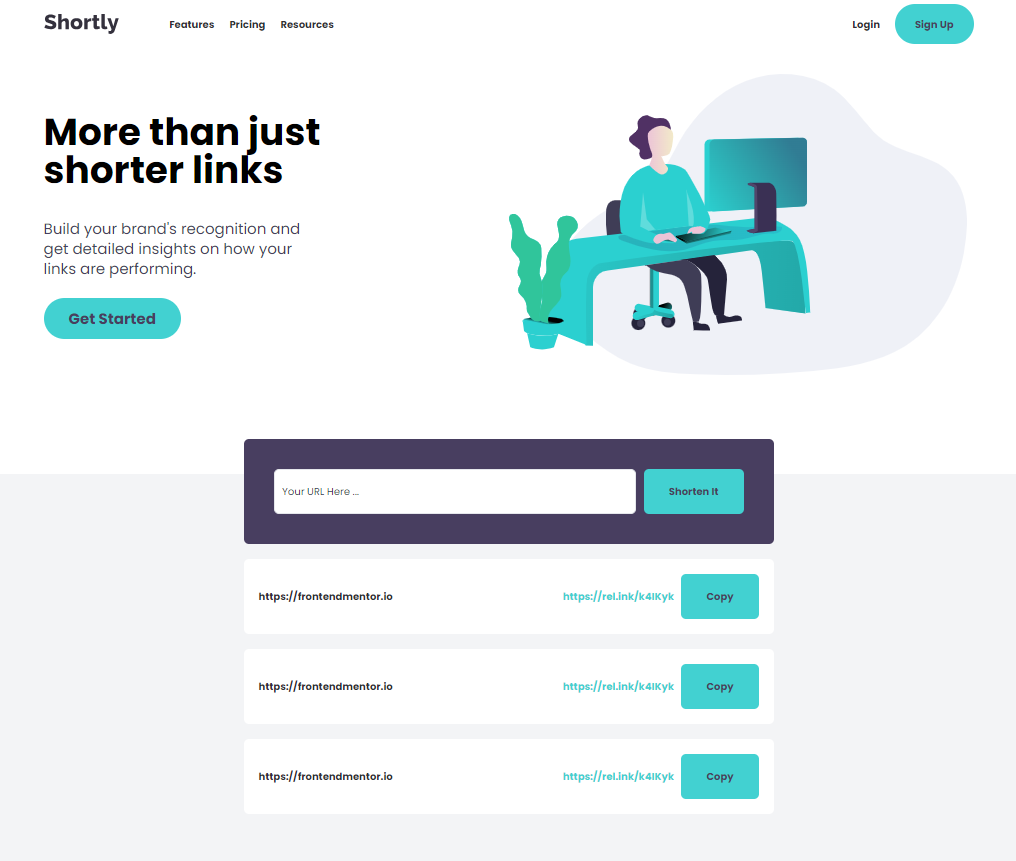 Shortly Features Pricing Resources Login Sign Up
More than just
shorter links
Build your brand's recognition and
get detailed insights on how your
links are performing.
Get Started
Your URL Here ... Shorten It
https://frontendmentor.io https://rel.ink/k4lKyk Copy
https://frontendmentor.io https://rel.ink/k4lKyk Copy
https://frontendmentor.io https://rel.ink/k4lKyk Copy